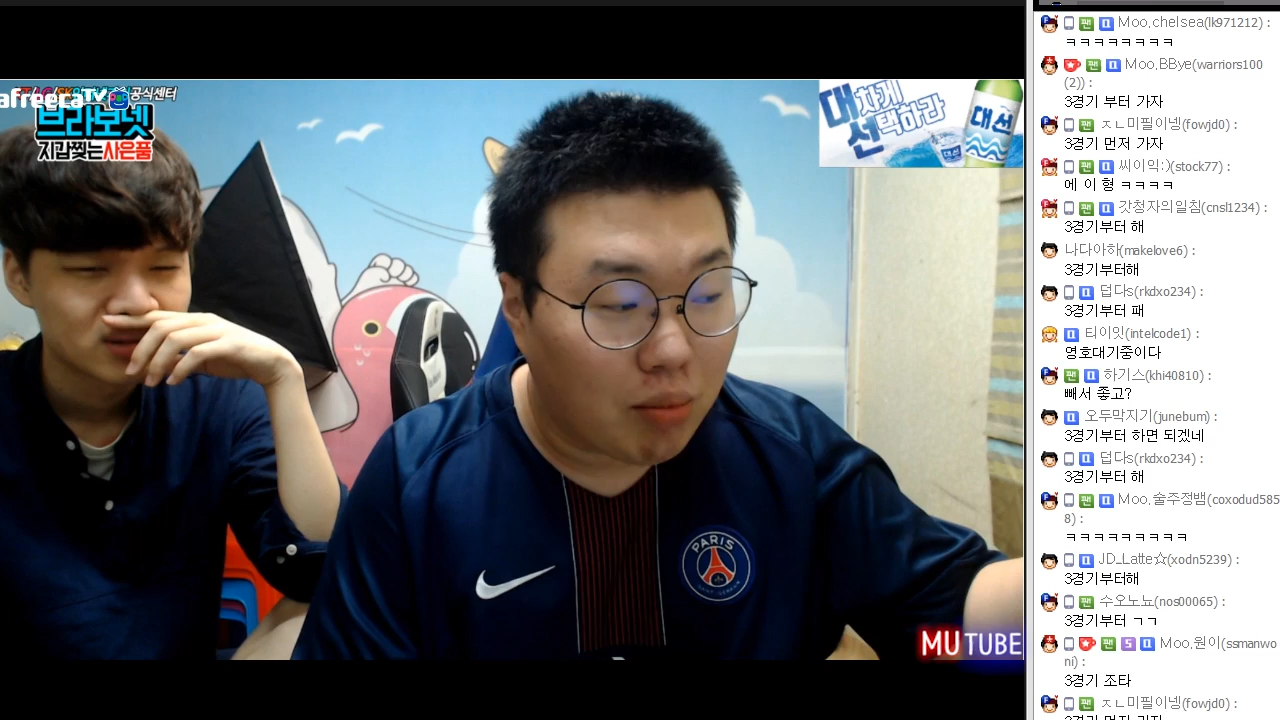 afreecaTV
공식센터
브라보넷
지갑찢는사은품
대차게
선택하라
대선
대선
PARIS
MUTUBE
Moo,chelsea(lk971212) :
ㅋㅋㅋㅋㅋㅋㅋㅋ
Moo,BBye(warriors100
(2)) :
3경기 부터 가자
ㅈㄴ미필이넹(fowjd0) :
3경기 먼저 가자
씨이익:)(stock77) :
에 이 형 ㅋㅋㅋㅋ
갓청자의일침(cnsl1234) :
3경기부터 해
나다아하(makelove6) :
3경기부터해
덥다s(rkdxo234) :
3경기부터 패
티이잇(intelcode1) :
영호대기중이다
하기스(khi40810) :
빼서 좋고?
오두막지기(junebum) :
3경기부터 하면 되겠네
덥다s(rkdxo234) :
3경기부터 해
Moo,술주정뱀(coxodud585
8) :
ㅋㅋㅋㅋㅋㅋㅋㅋㅋ
JD_Latte☆(xodn5239) :
3경기부터해
수오노뇨(nos00065) :
3경기부터 ㄱㄱ
Moo,원이(ssmanwo
ni) :
3경기 조타
ㅈㄴ미필이넹(fowjd0) :